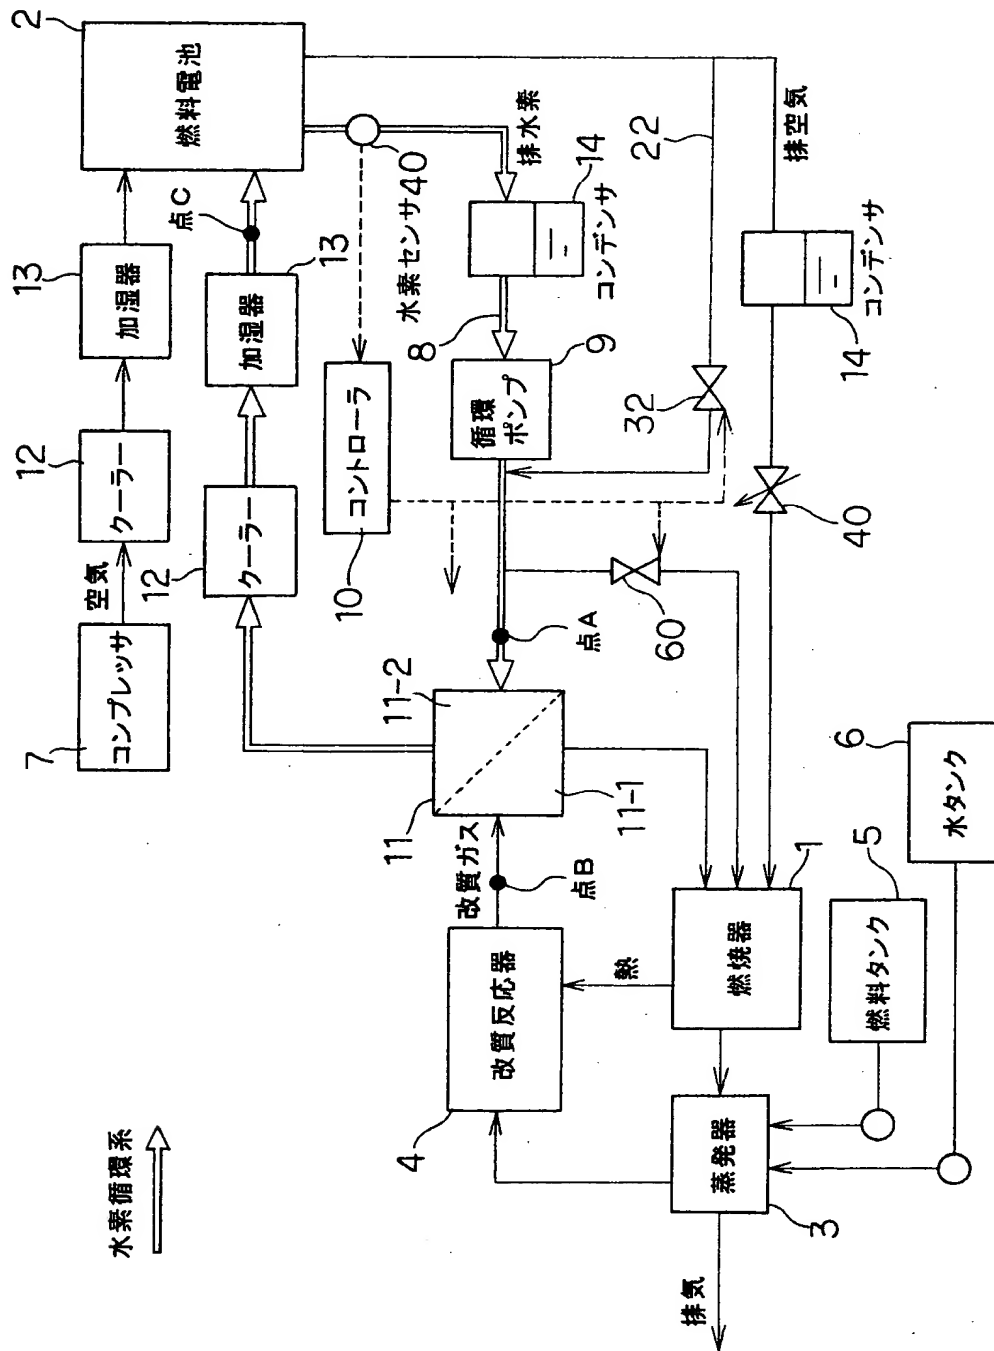 水素循環系
7
コンプレッサ
空気
12
クーラー
13
加湿器
2
燃料電池
12
クーラー
13
加湿器
点C
10
コントローラ
水素センサ40
11
11-2
11-1
点A
9
循環
ポンプ
8
14
コンデンサ
排水素
4
改質反応器
改質ガス
点B
60
32
22
熱
3
蒸発器
1
燃焼器
40
14
コンデンサ
排空気
排気
5
燃料タンク
6
水タンク